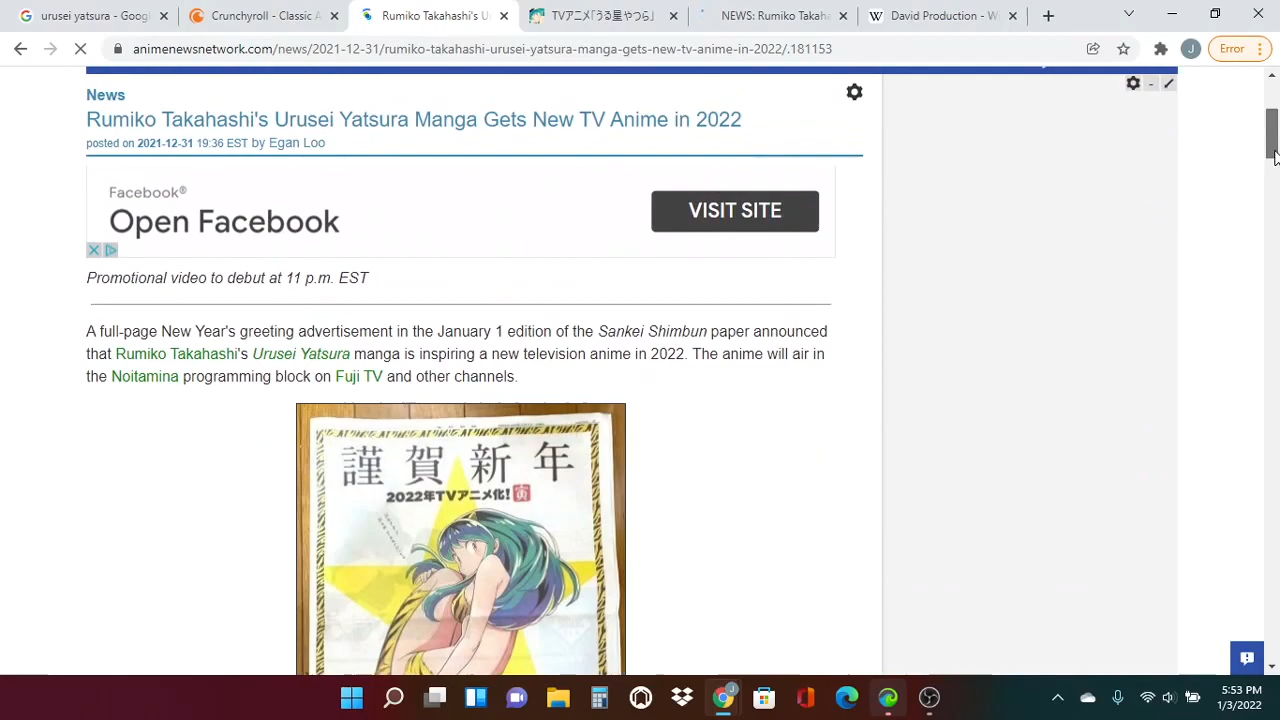 urusei yatsura - Googl
Crunchyroll - Classic A
Rumiko Takahashi's U
TVアニメ「うる星やつら」
NEWS: Rumiko Takaha
David Production - W
animenewsnetwork.com/news/2021-12-31/rumiko-takahashi-urusei-yatsura-manga-gets-new-tv-anime-in-2022/.181153
J
Error
News
Rumiko Takahashi's Urusei Yatsura Manga Gets New TV Anime in 2022
posted on 2021-12-31 19:36 EST by Egan Loo
Facebook®
Open Facebook
VISIT SITE
Promotional video to debut at 11 p.m. EST
A full-page New Year's greeting advertisement in the January 1 edition of the Sankei Shimbun paper announced
that Rumiko Takahashi's Urusei Yatsura manga is inspiring a new television anime in 2022. The anime will air in
the Noitamina programming block on Fuji TV and other channels.
謹賀新年
2022年TVアニメ化! 寅
5:53 PM
1/3/2022